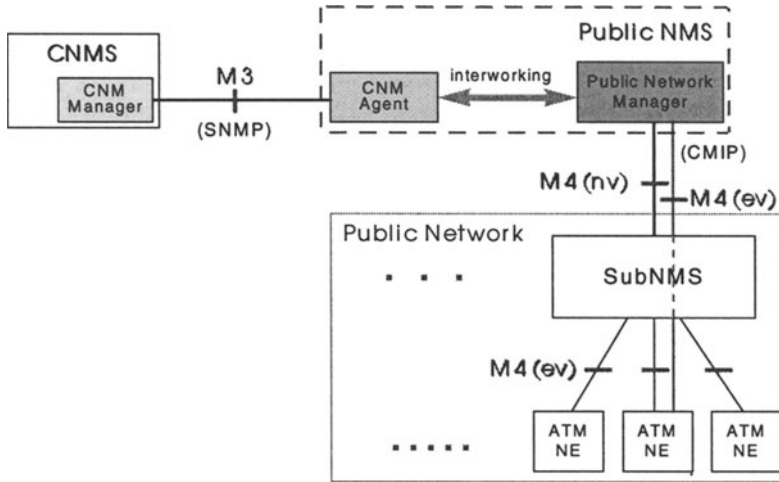 CNMS
CNM
Manager
M3
(SNMP)
Public NMS
CNM
Agent
interworking
Public Network
Manager
(CMIP)
M4(nv)
M4(ev)
Public Network
. . .
SubNMS
M4(ev)
.....
ATM
NE
ATM
NE
ATM
NE